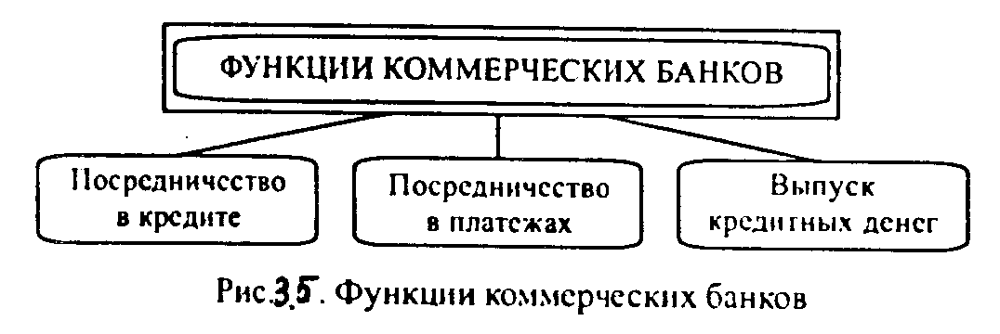 ФУНКЦИИ КОММЕРЧЕСКИХ БАНКОВ
Посредничество
в кредите
Посредничество
в платежах
Выпуск
кредитных денег
Рис.3.5. Функции коммерческих банков